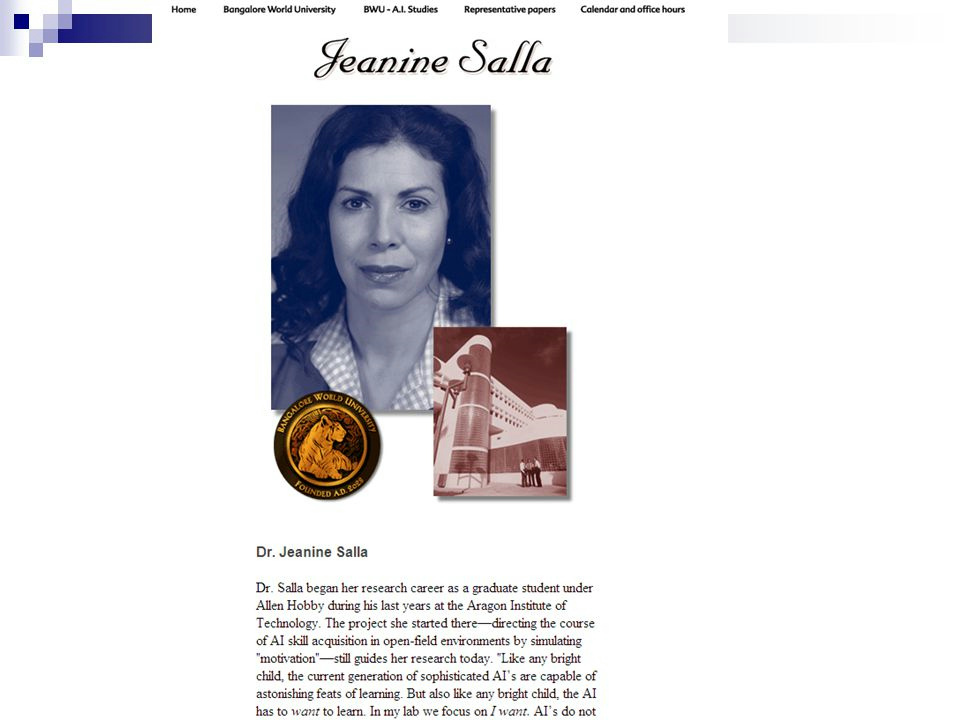 Home Bangalore World University BWU - A.I. Studies Representative papers Calendar and office hours
Jeanine Salla
BANGALORE WORLD UNIVERSITY
FOUNDED A.D. 2028
Dr. Jeanine Salla
Dr. Salla began her research career as a graduate student under
Allen Hobby during his last years at the Aragon Institute of
Technology. The project she started there—directing the course
of AI skill acquisition in open-field environments by simulating
"motivation"—still guides her research today. "Like any bright
child, the current generation of sophisticated AI's are capable of
astonishing feats of learning. But also like any bright child, the AI
has to want to learn. In my lab we focus on I want. AI's do not